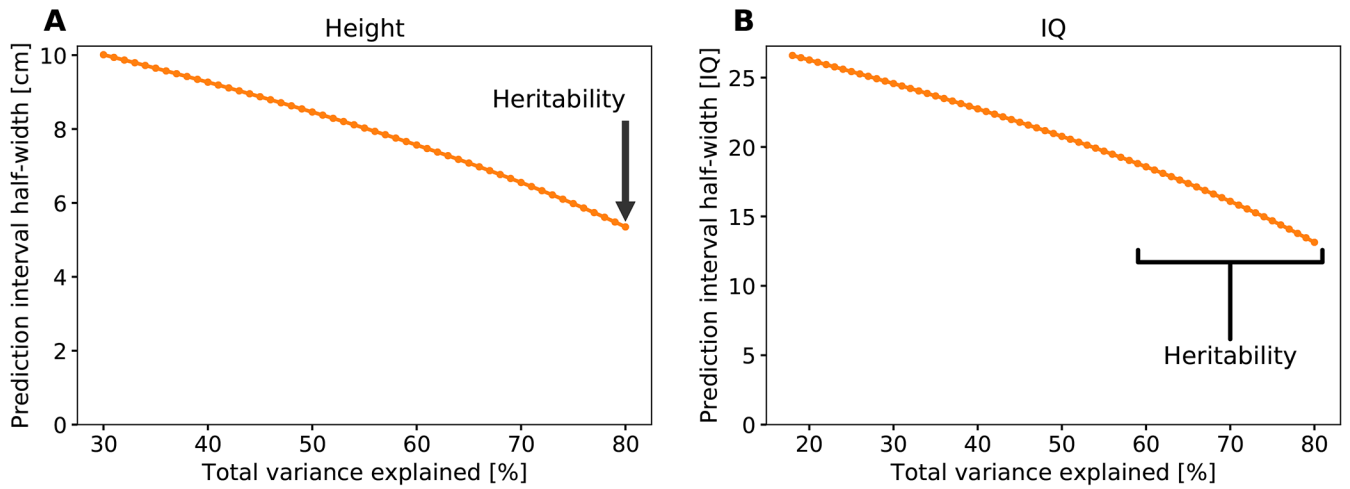 A
Height
Prediction interval half-width [cm]
10
8
6
4
2
0
Heritability
30 40 50 60 70 80
Total variance explained [%]
B
IQ
Prediction interval half-width [IQ]
25
20
15
10
5
0
Heritability
20 30 40 50 60 70 80
Total variance explained [%]